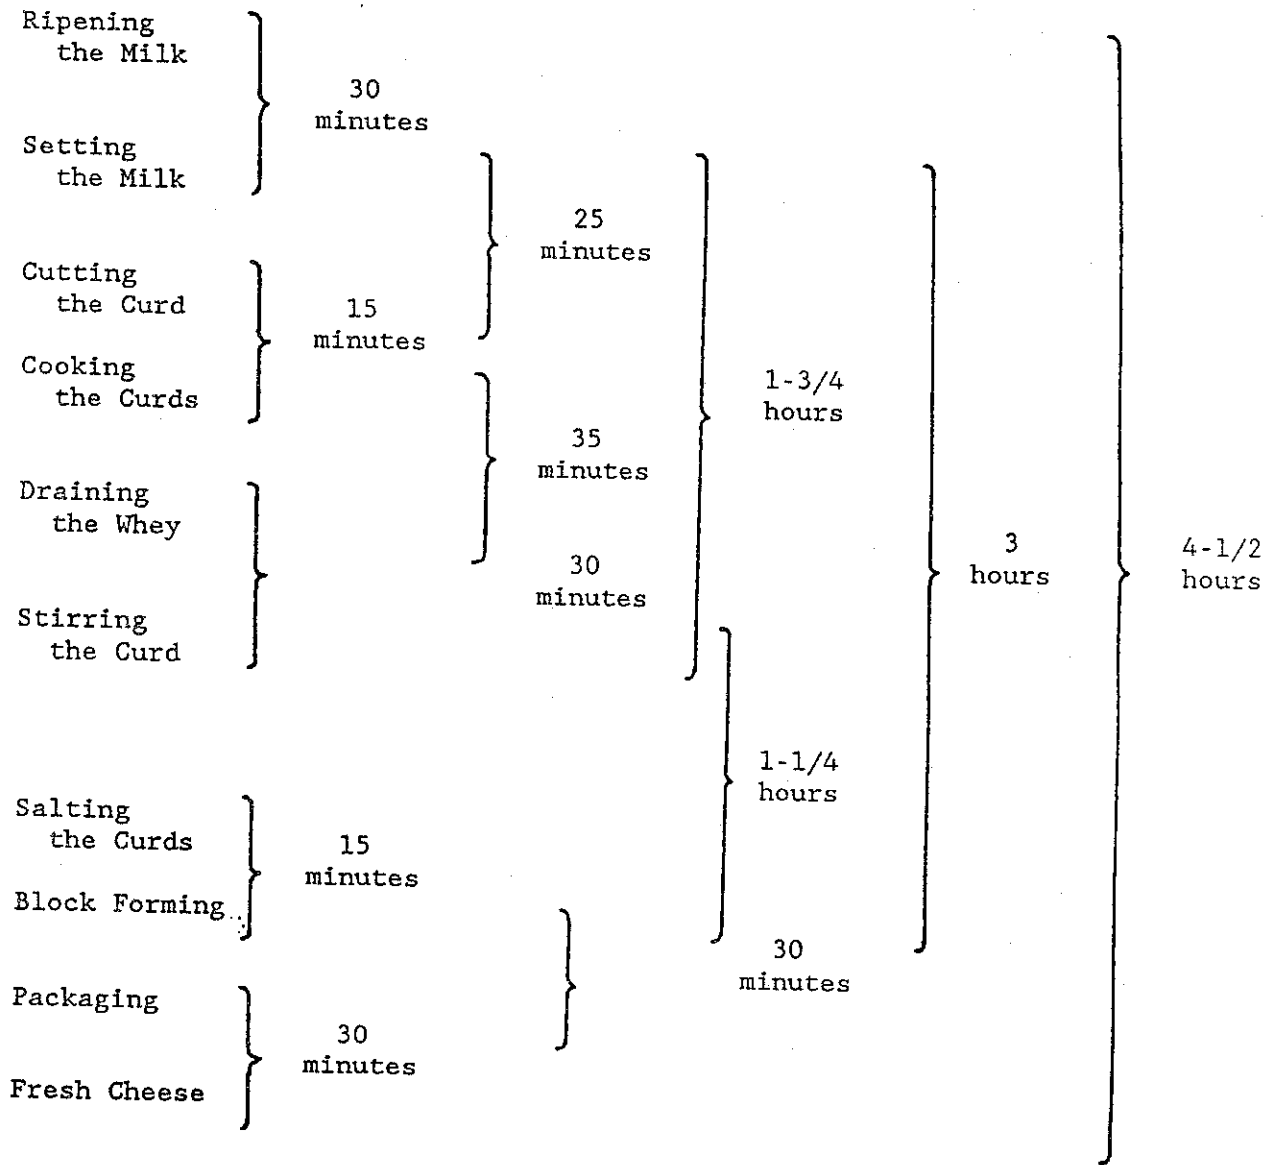 Ripening
the Milk
30
minutes
Setting
the Milk
25
minutes
Cutting
the Curd
15
minutes
Cooking
the Curds
1-3/4
hours
35
minutes
Draining
the Whey
3
hours
4-1/2
hours
30
minutes
Stirring
the Curd
1-1/4
hours
Salting
the Curds
15
minutes
Block Forming
30
minutes
Packaging
30
minutes
Fresh Cheese